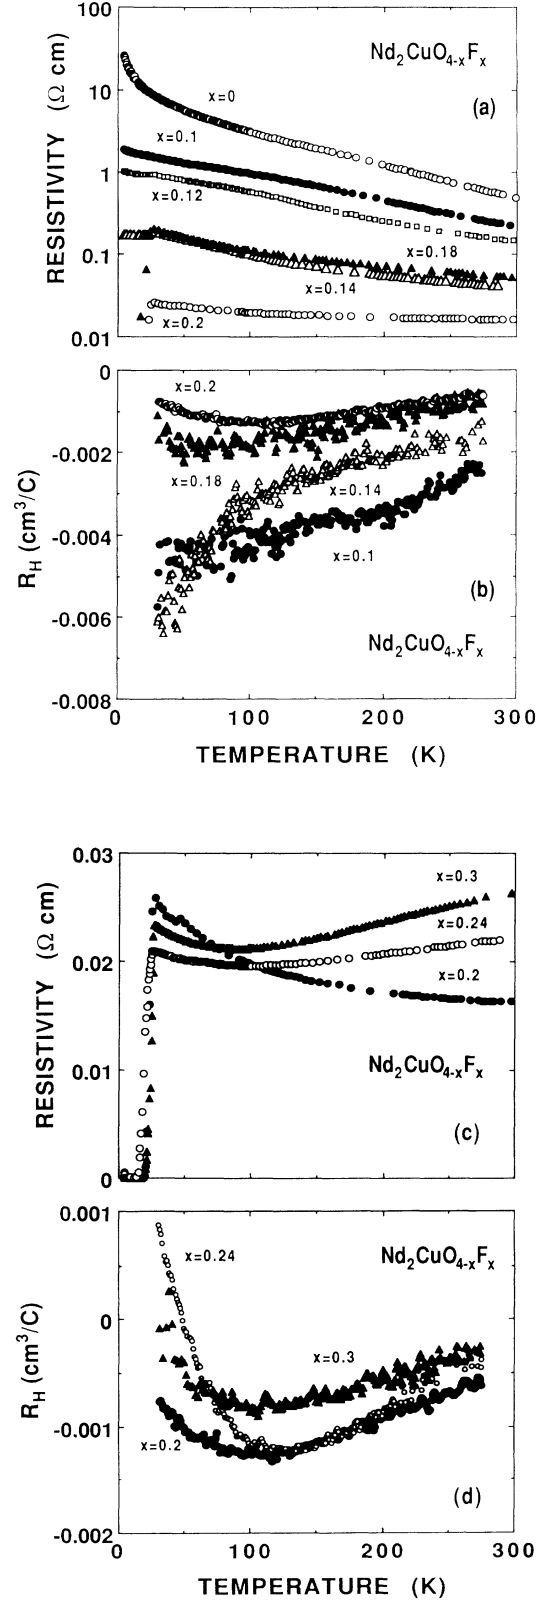 100
Nd2CuO4-xFx
10
x=0
(a)
x=0.1
1
x=0.12
RESISTIVITY (Ω cm)
x=0.18
0.1
x=0.14
x=0.2
0.01
0
x=0.2
-0.002
x=0.18
x=0.14
RH (cm3/C)
-0.004
x=0.1
(b)
-0.006
Nd2CuO4-xFx
-0.008
0 100 200 300
TEMPERATURE (K)
0.03
x=0.3
x=0.24
0.02
x=0.2
RESISTIVITY (Ω cm)
Nd2CuO4-xFx
0.01
(c)
0
0.001
x=0.24
Nd2CuO4-xFx
0
x=0.3
RH (cm3/C)
-0.001
x=0.2
(d)
-0.002
0 100 200 300
TEMPERATURE (K)